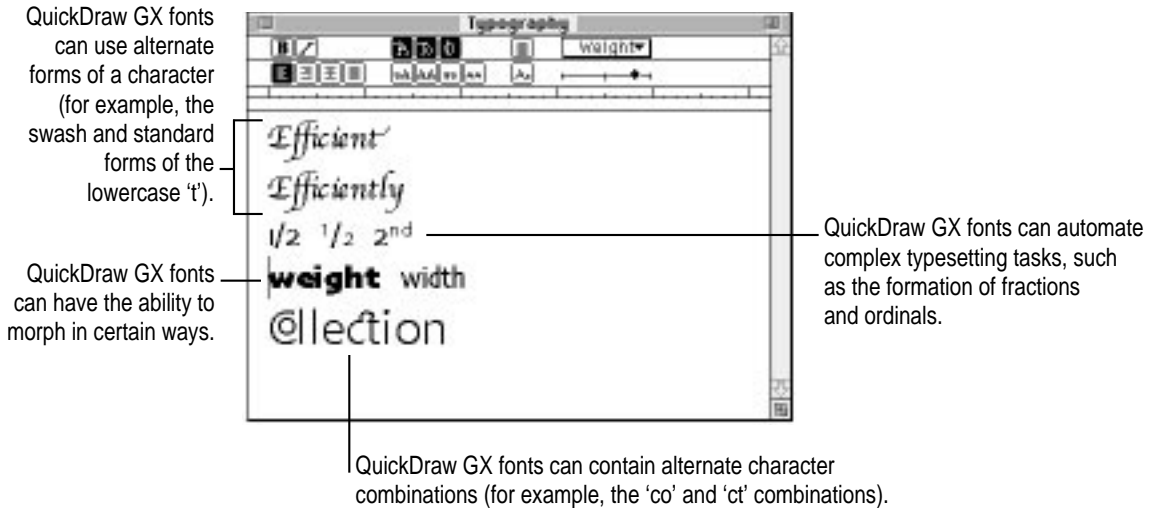 QuickDraw GX fonts
can use alternate
forms of a character
(for example, the
swash and standard
forms of the
lowercase ‘t’).
QuickDraw GX fonts
can have the ability to
morph in certain ways.
Typography
B I
Weight
Efficient
Efficiently
1/2 1/2 2nd
weight width
Collection
QuickDraw GX fonts can automate
complex typesetting tasks, such
as the formation of fractions
and ordinals.
QuickDraw GX fonts can contain alternate character
combinations (for example, the ‘co’ and ‘ct’ combinations).